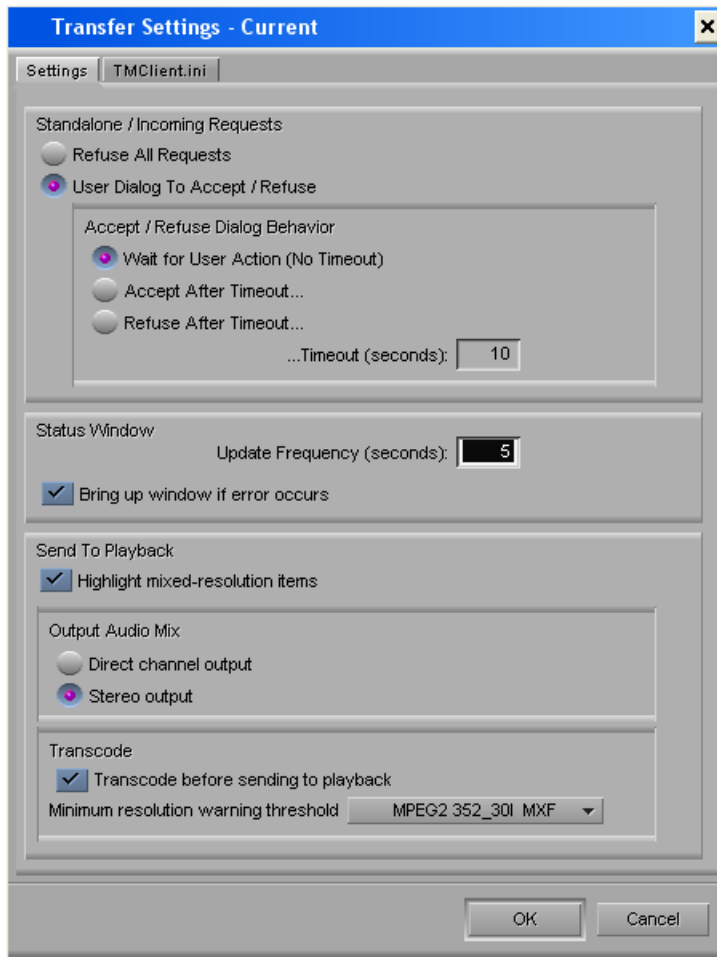 Transfer Settings - Current
Settings
TMClient.ini
Standalone / Incoming Requests
Refuse All Requests
User Dialog To Accept / Refuse
Accept / Refuse Dialog Behavior
Wait for User Action (No Timeout)
Accept After Timeout...
Refuse After Timeout...
...Timeout (seconds): 10
Status Window
Update Frequency (seconds): 5
Bring up window if error occurs
Send To Playback
Highlight mixed-resolution items
Output Audio Mix
Direct channel output
Stereo output
Transcode
Transcode before sending to playback
Minimum resolution warning threshold MPEG2 352_30I MXF
OK Cancel